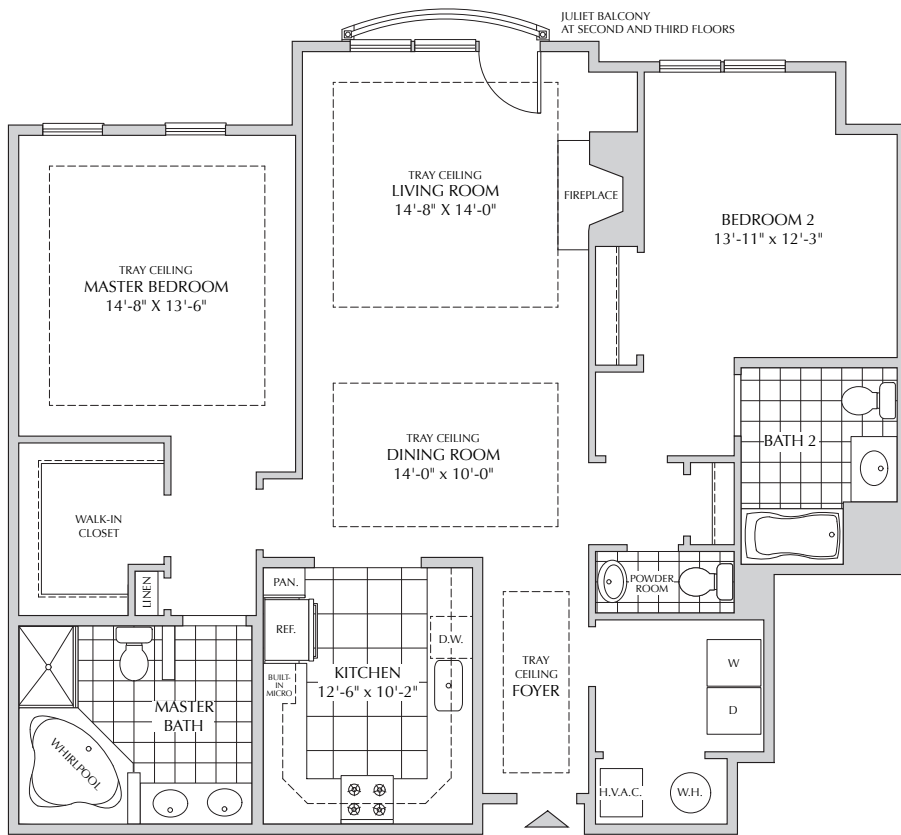 JULIET BALCONY
AT SECOND AND THIRD FLOORS
TRAY CEILING
LIVING ROOM
14'-8" X 14'-0"
FIREPLACE
BEDROOM 2
13'-11" x 12'-3"
TRAY CEILING
MASTER BEDROOM
14'-8" X 13'-6"
TRAY CEILING
DINING ROOM
14'-0" x 10'-0"
BATH 2
WALK-IN
CLOSET
LINEN
PAN.
REF.
BUILT-
IN
MICRO
KITCHEN
12'-6" x 10'-2"
D.W.
TRAY
CEILING
FOYER
POWDER
ROOM
W
D
MASTER
BATH
WHIRLPOOL
H.V.A.C.
W.H.